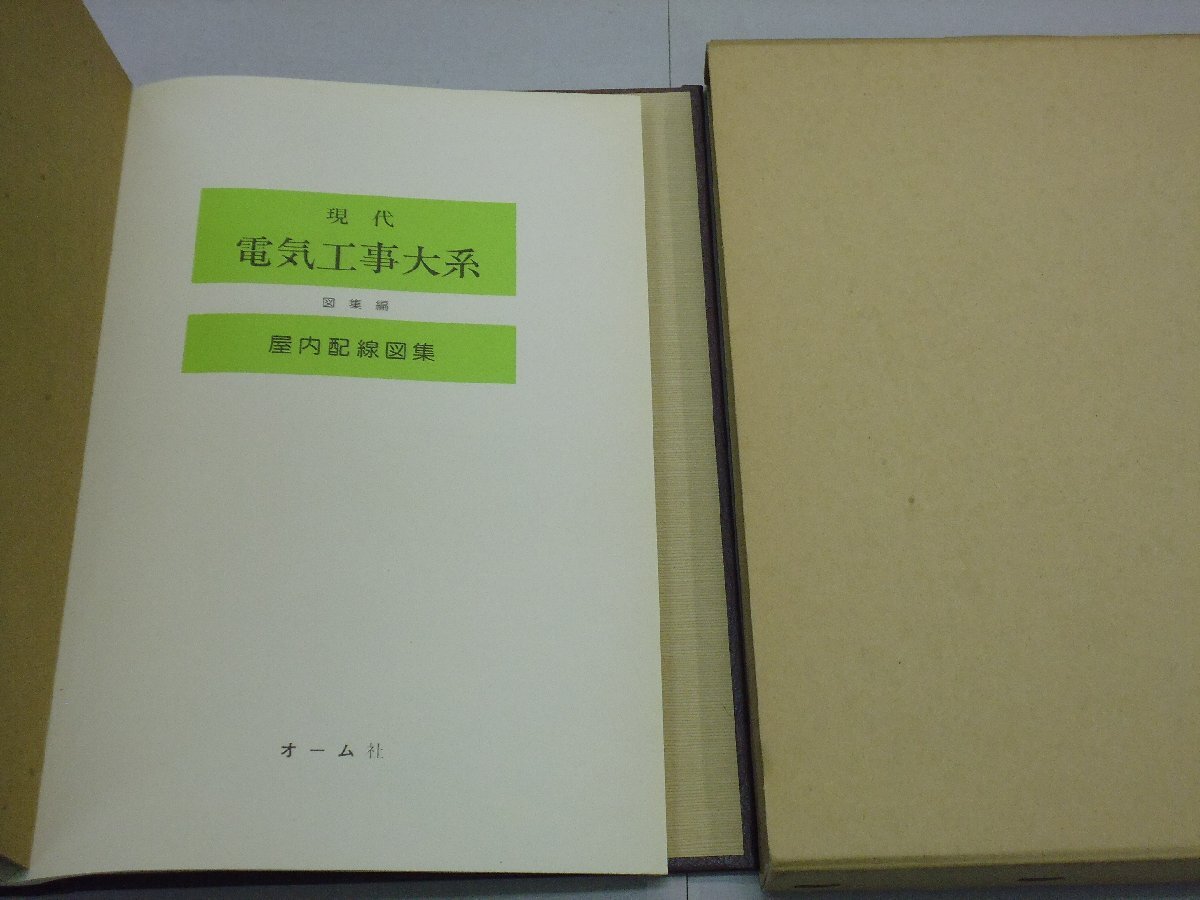 現代
電気工事大系
図集編
屋内配線図集
オーム社